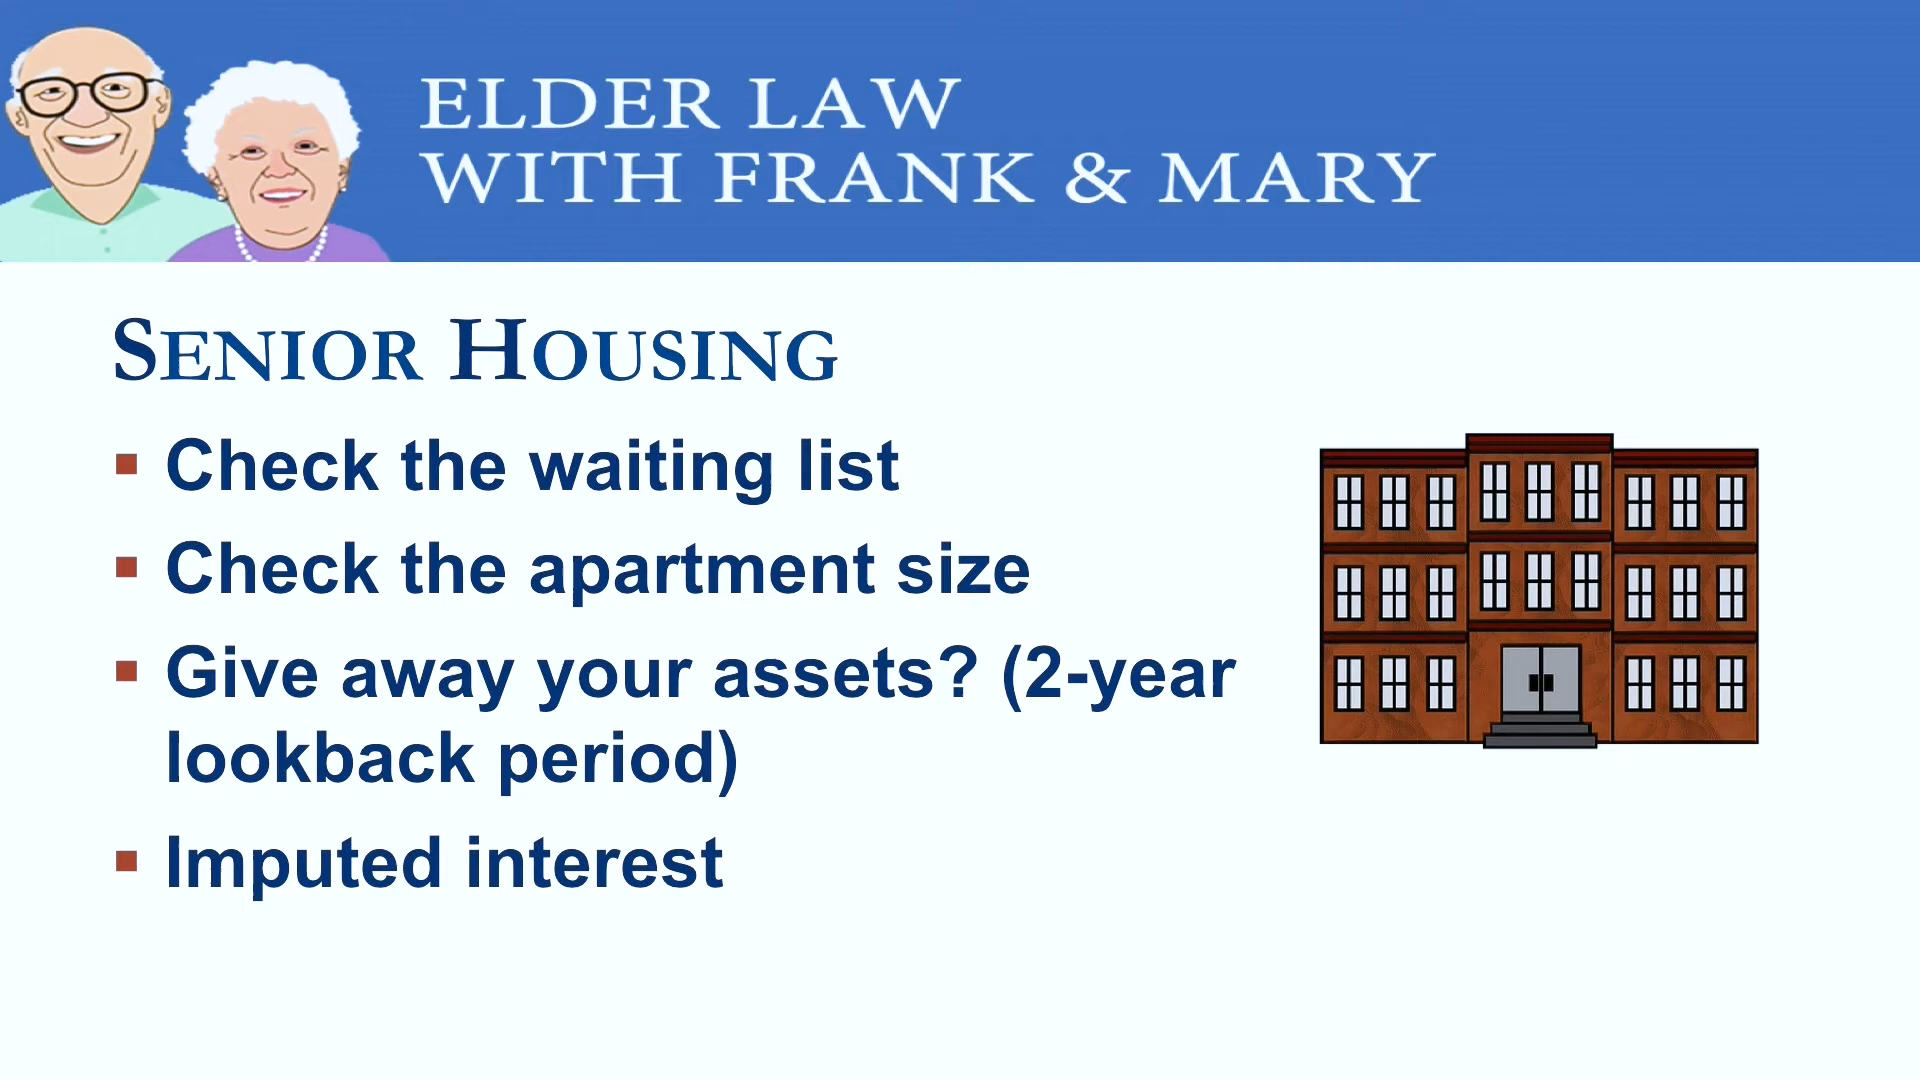 ELDER LAW
WITH FRANK & MARY
SENIOR HOUSING
▪ Check the waiting list
▪ Check the apartment size
▪ Give away your assets? (2-year
lookback period)
▪ Imputed interest